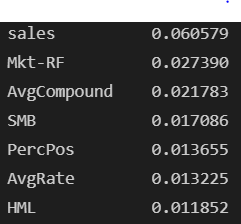 sales 0.060579
Mkt-RF 0.027390
AvgCompound 0.021783
SMB 0.017086
PercPos 0.013655
AvgRate 0.013225
HML 0.011852